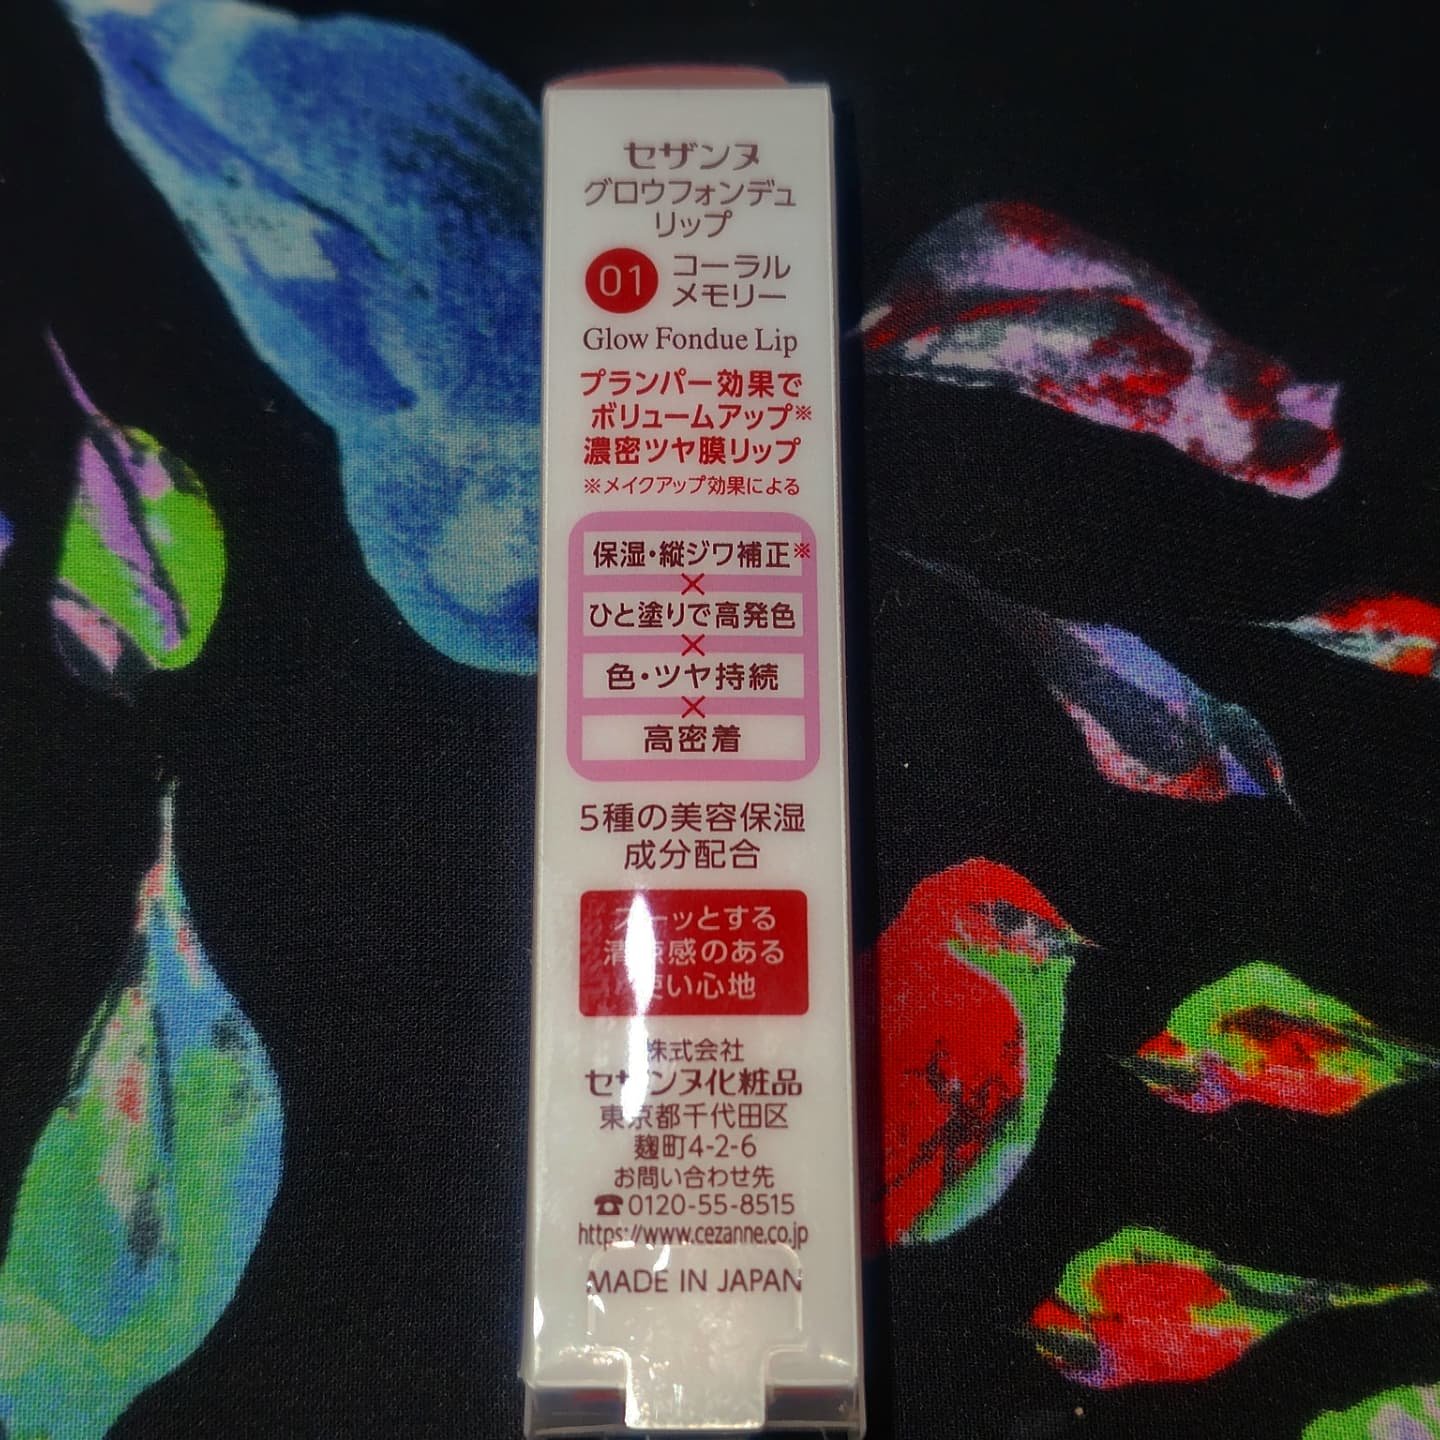 セザンヌ
グロウフォンデュ
リップ
01 コーラル
メモリー
Glow Fondue Lip
プランパー効果で
ボリュームアップ※
濃密ツヤ膜リップ
※メイクアップ効果による
保湿・縦ジワ補正※
×
ひと塗りで高発色
×
色・ツヤ持続
×
高密着
5種の美容保湿
成分配合
スーッとする
清涼感のある
使い心地
株式会社
セザンヌ化粧品
東京都千代田区
麹町4-2-6
お問い合わせ先
☎0120-55-8515
https://www.cezanne.co.jp
MADE IN JAPAN